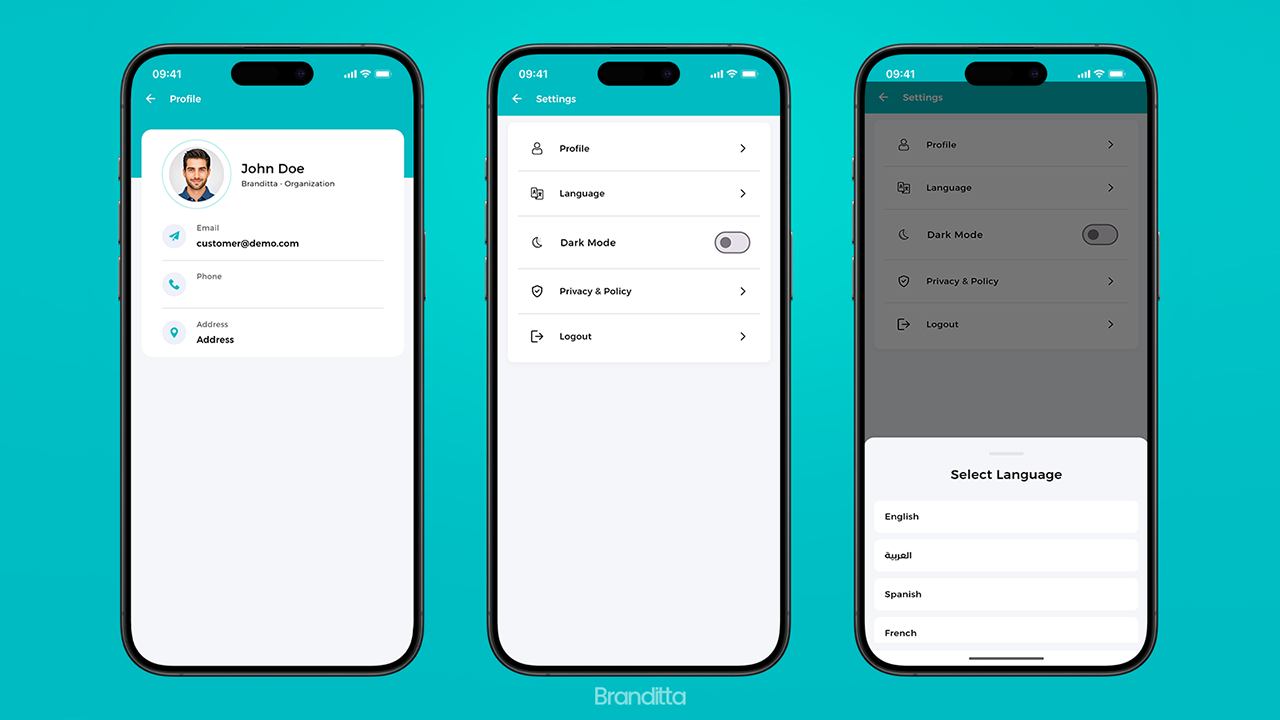 09:41
Profile
John Doe
Branditta - Organization
Email
customer@demo.com
Phone
Address
Address
09:41
Settings
Profile
Language
Dark Mode
Privacy & Policy
Logout
09:41
Settings
Profile
Language
Dark Mode
Privacy & Policy
Logout
Select Language
English
العربية
Spanish
French
Branditta